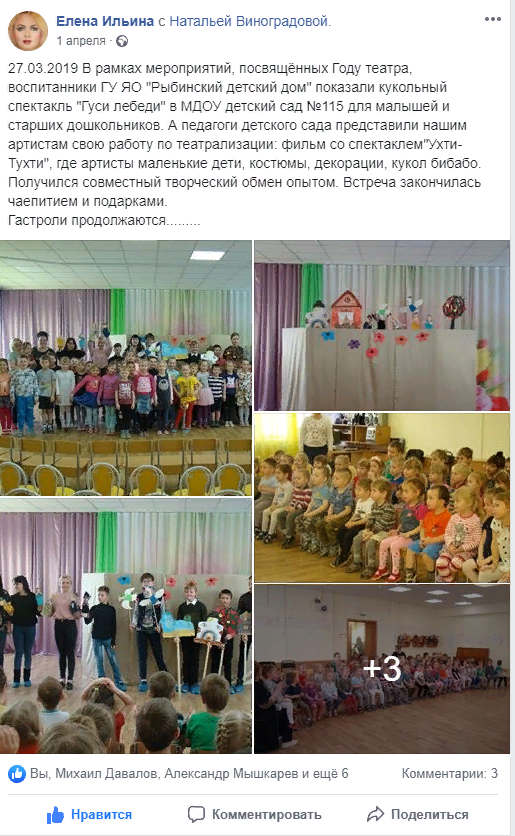 Елена Ильина с Натальей Виноградовой.
1 апреля ·
27.03.2019 В рамках мероприятий, посвящённых Году театра,
воспитанники ГУ ЯО "Рыбинский детский дом" показали кукольный
спектакль "Гуси лебеди" в МДОУ детский сад №115 для малышей и
старших дошкольников. А педагоги детского сада представили нашим
артистам свою работу по театрализации: фильм со спектаклем"Ухти-
Тухти", где артисты маленькие дети, костюмы, декорации, кукол бибабо.
Получился совместный творческий обмен опытом. Встреча закончилась
чаепитием и подарками.
Гастроли продолжаются.........
+3
Вы, Михаил Давалов, Александр Мышкарев и ещё 6 Комментарии: 3
Нравится Комментировать Поделиться